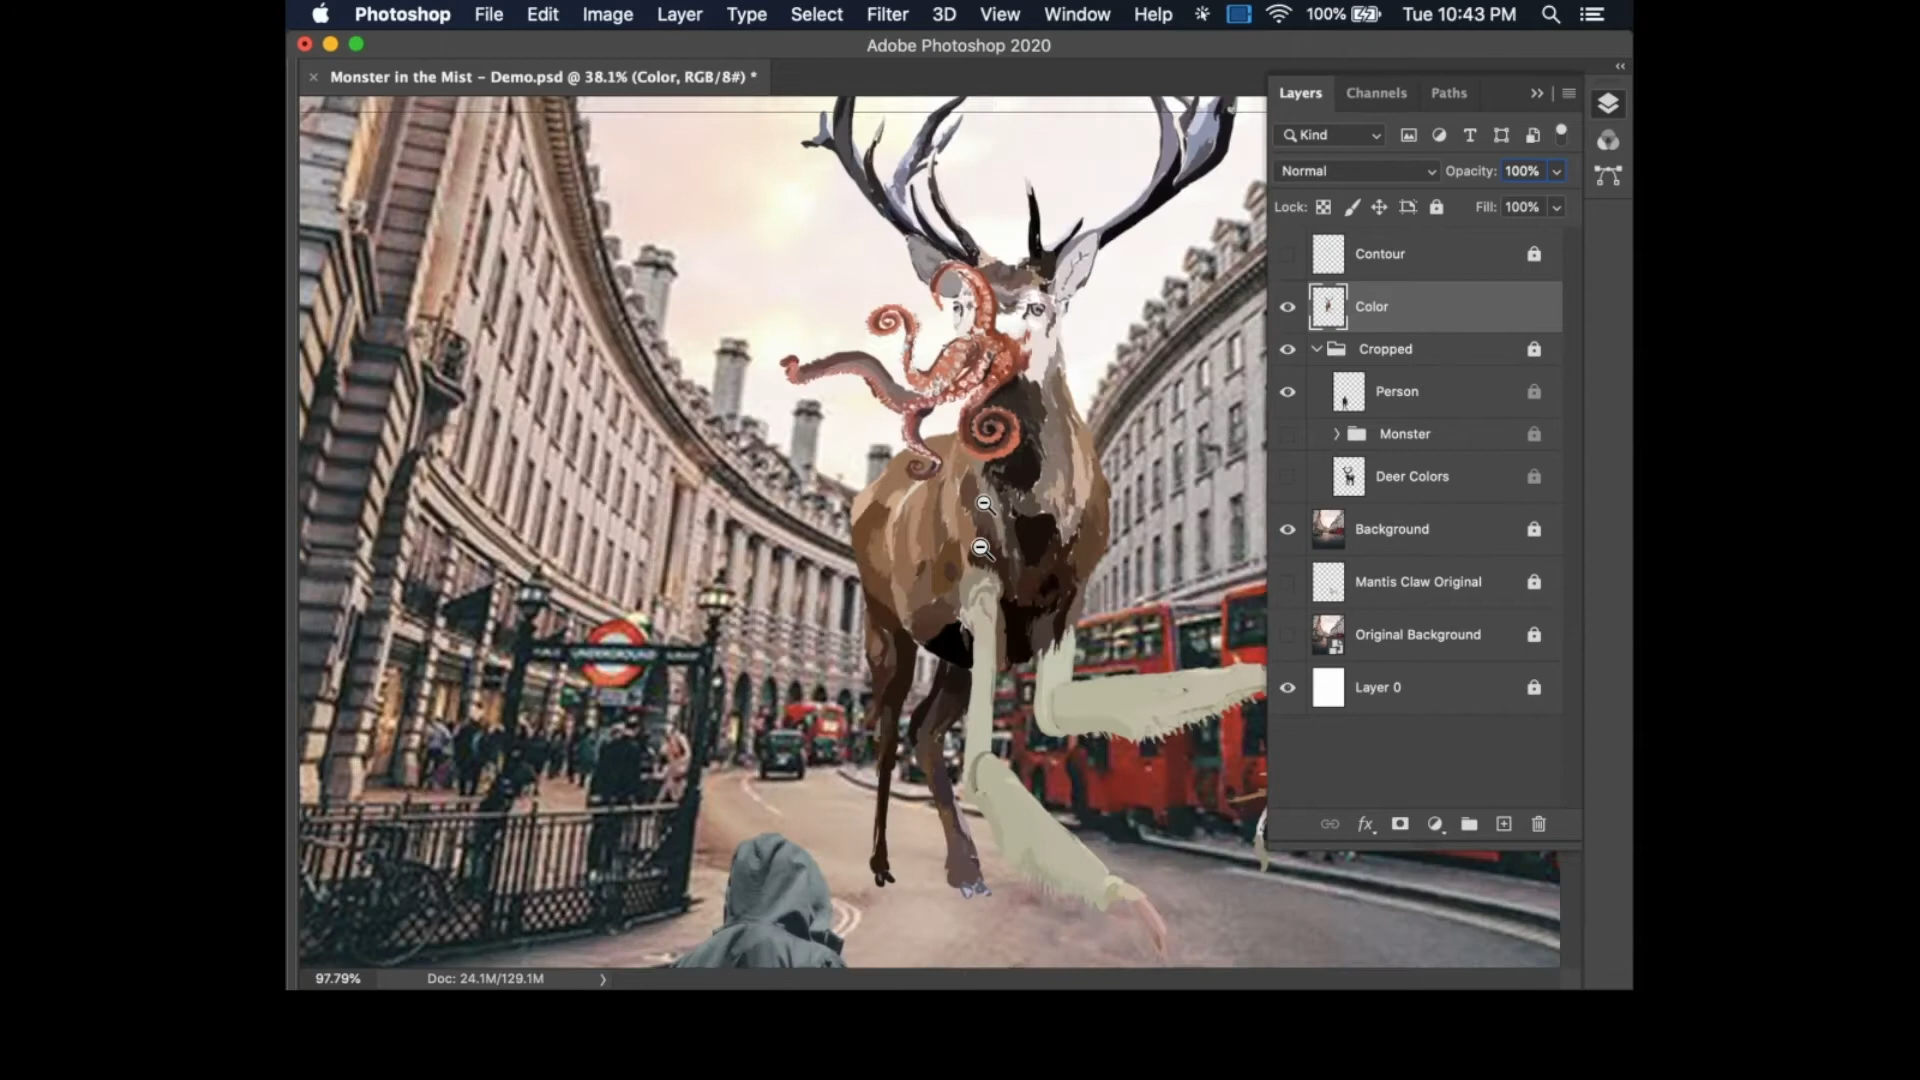 Photoshop File Edit Image Layer Type Select Filter 3D View Window Help 100% Tue 10:43 PM
Adobe Photoshop 2020
Monster in the Mist – Demo.psd @ 38.1% (Color, RGB/8#) *
Layers Channels Paths
Kind
Normal Opacity: 100%
Lock: Fill: 100%
Contour
Color
Cropped
Person
Monster
Deer Colors
Background
Mantis Claw Original
Original Background
Layer 0
UNDERGROUND
fx
97.79% Doc: 24.1M/129.1M